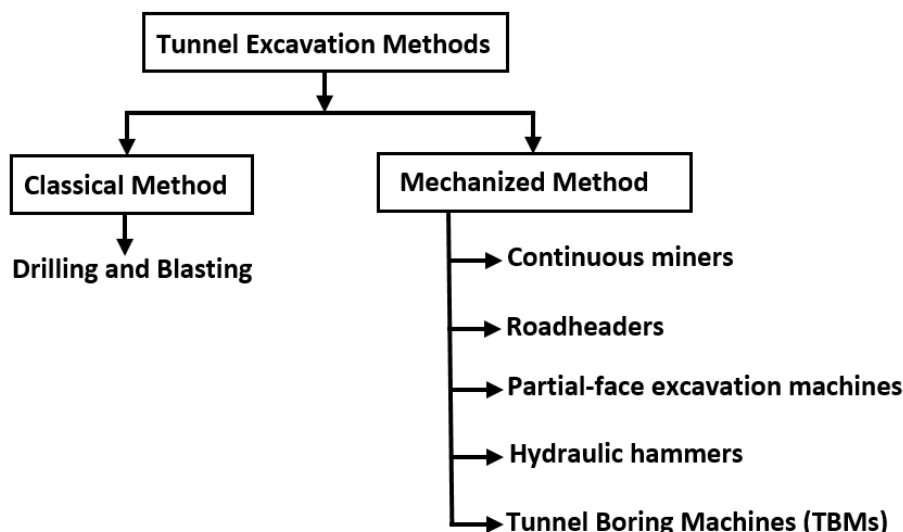 Tunnel Excavation Methods
Classical Method
Mechanized Method
Drilling and Blasting
Continuous miners
Roadheaders
Partial-face excavation machines
Hydraulic hammers
Tunnel Boring Machines (TBMs)